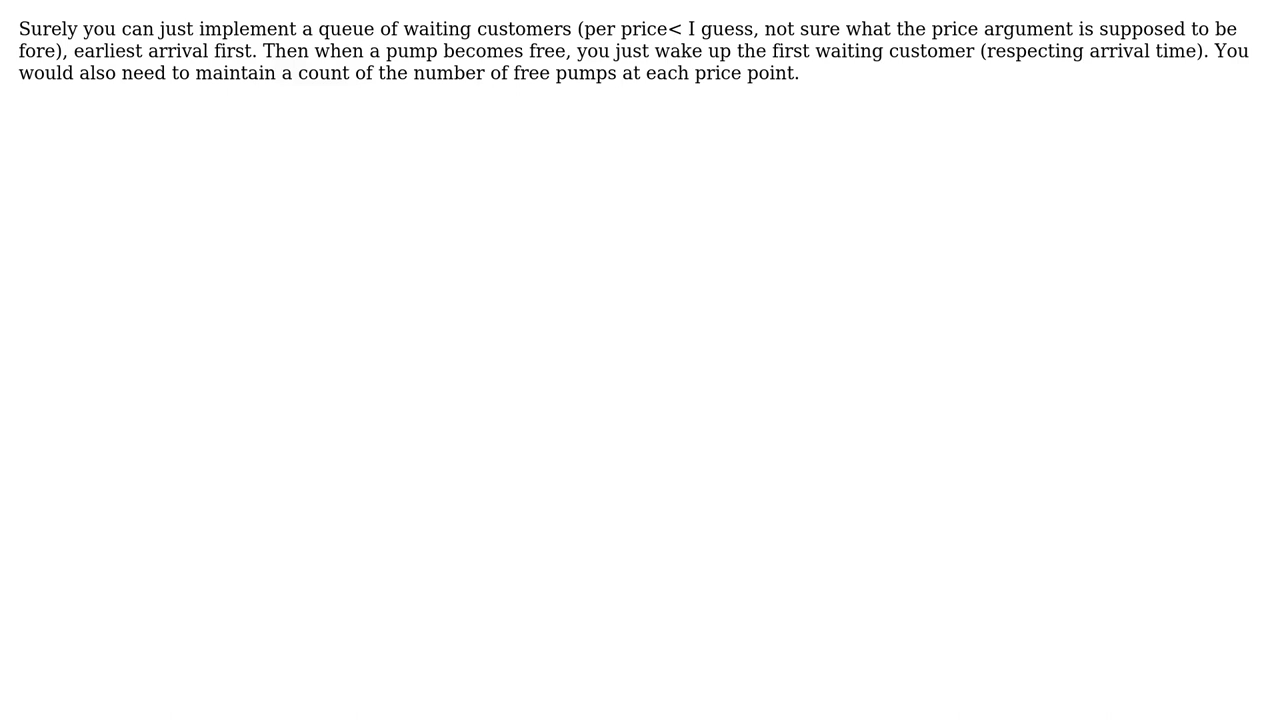 Surely you can just implement a queue of waiting customers (per price< I guess, not sure what the price argument is supposed to be
fore), earliest arrival first. Then when a pump becomes free, you just wake up the first waiting customer (respecting arrival time). You
would also need to maintain a count of the number of free pumps at each price point.